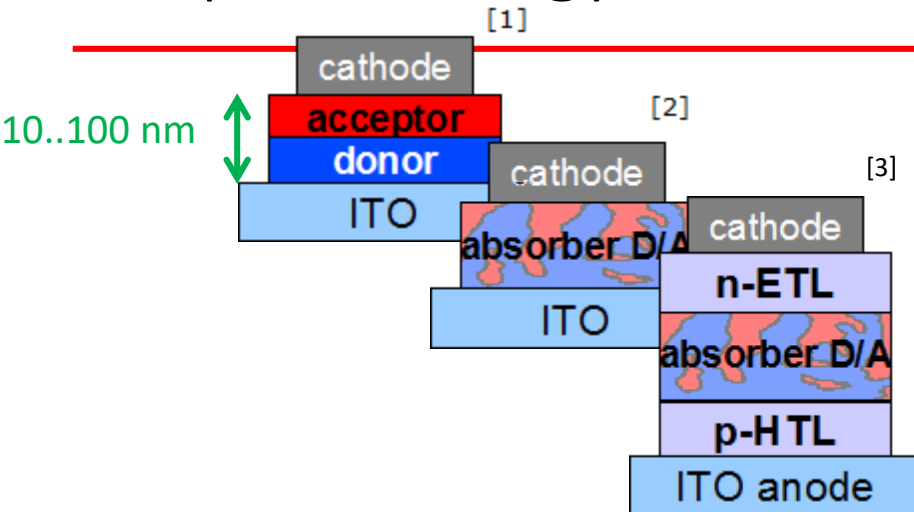 [1]
cathode
10..100 nm
acceptor
donor
ITO
[2]
cathode
absorber D/A
ITO
[3]
cathode
n-ETL
absorber D/A
p-HTL
ITO anode